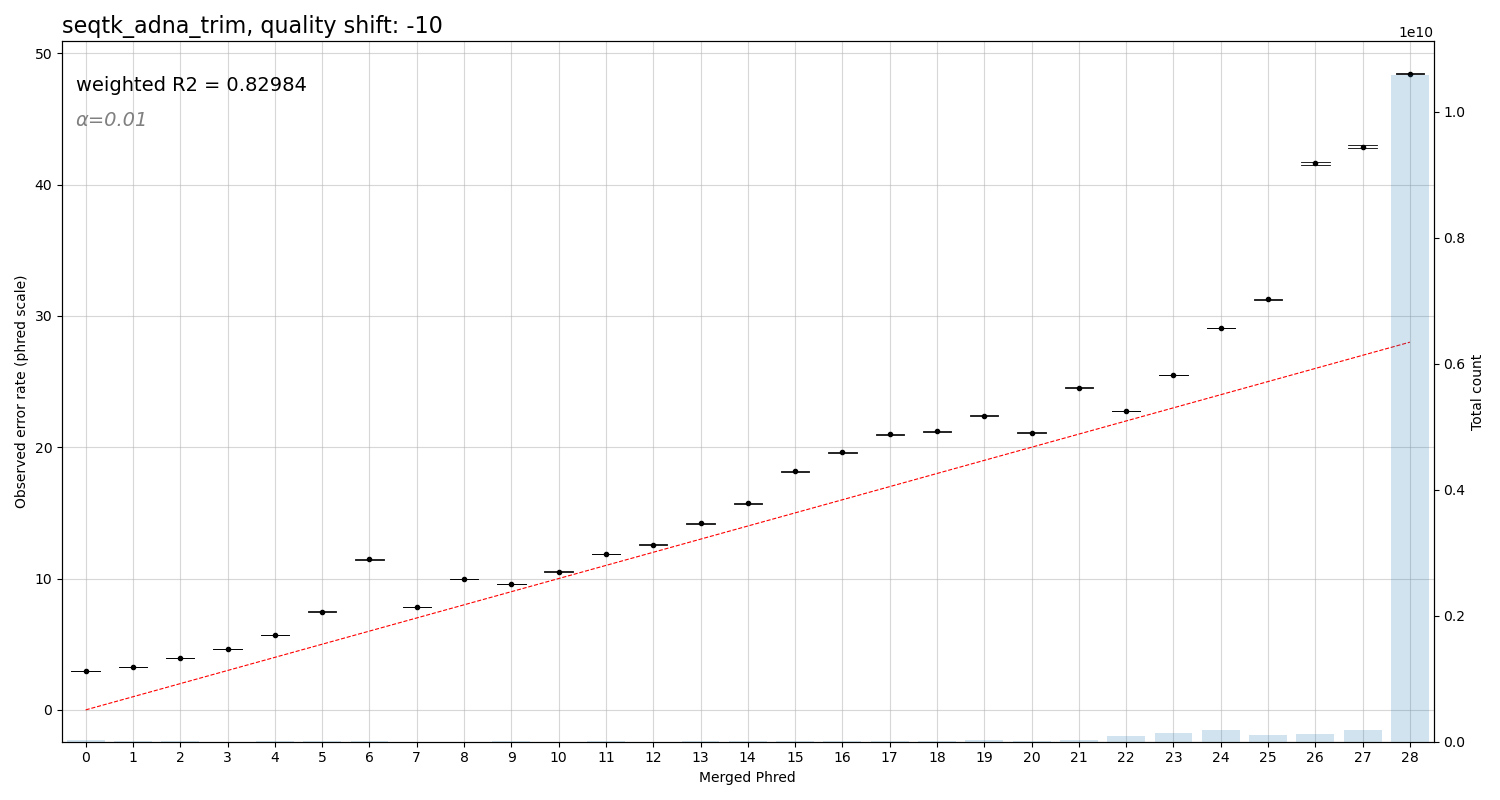 seqtk_adna_trim, quality shift: -10
1e10
weighted R2 = 0.82984
α=0.01
50
40
30
20
10
0
Observed error rate (phred scale)
1.0
0.8
0.6
0.4
0.2
0.0
Total count
0 1 2 3 4 5 6 7 8 9 10 11 12 13 14 15 16 17 18 19 20 21 22 23 24 25 26 27 28
Merged Phred